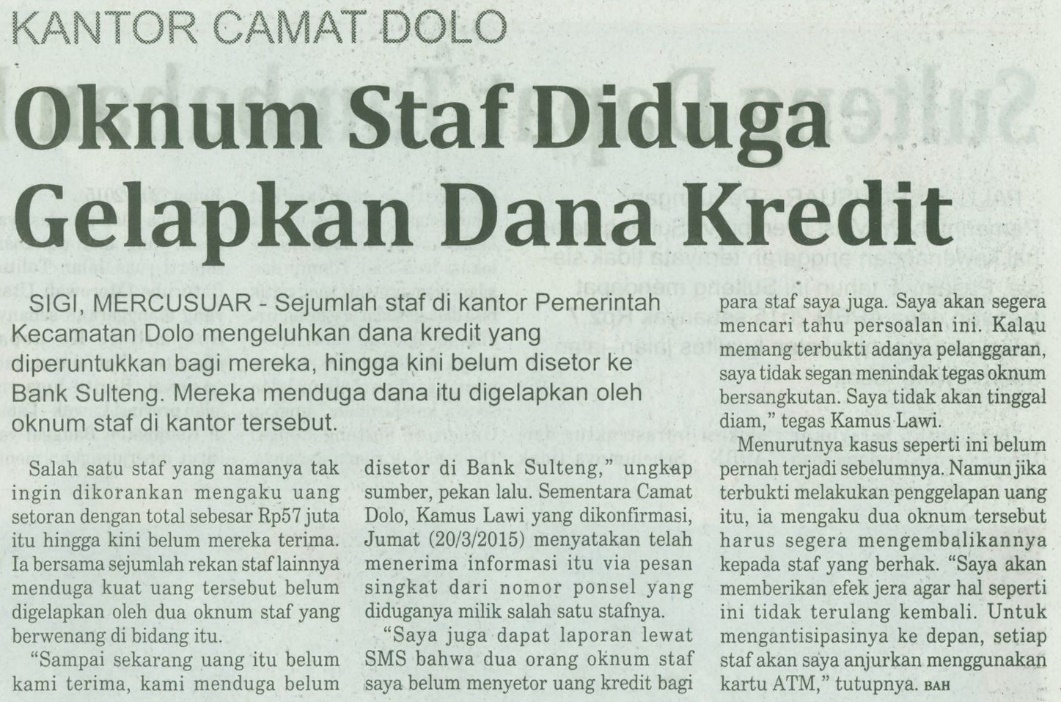 KANTOR CAMAT DOLO
Oknum Staf Diduga
Gelapkan Dana Kredit
SIGI, MERCUSUAR - Sejumlah staf di kantor Pemerintah
Kecamatan Dolo mengeluhkan dana kredit yang
diperuntukkan bagi mereka, hingga kini belum disetor ke
Bank Sulteng. Mereka menduga dana itu digelapkan oleh
oknum staf di kantor tersebut.
Salah satu staf yang namanya tak
ingin dikorankan mengaku uang
setoran dengan total sebesar Rp57 juta
itu hingga kini belum mereka terima.
Ia bersama sejumlah rekan staf lainnya
menduga kuat uang tersebut belum
digelapkan oleh dua oknum staf yang
berwenang di bidang itu.
“Sampai sekarang uang itu belum
kami terima, kami menduga belum
disetor di Bank Sulteng,” ungkap
sumber, pekan lalu. Sementara Camat
Dolo, Kamus Lawi yang dikonfirmasi,
Jumat (20/3/2015) menyatakan telah
menerima informasi itu via pesan
singkat dari nomor ponsel yang
diduganya milik salah satu stafnya.
“Saya juga dapat laporan lewat
SMS bahwa dua orang oknum staf
saya belum menyetor uang kredit bagi
para staf saya juga. Saya akan segera
mencari tahu persoalan ini. Kalau
memang terbukti adanya pelanggaran,
saya tidak segan menindak tegas oknum
bersangkutan. Saya tidak akan tinggal
diam,” tegas Kamus Lawi.
Menurutnya kasus seperti ini belum
pernah terjadi sebelumnya. Namun jika
terbukti melakukan penggelapan uang
itu, ia mengaku dua oknum tersebut
harus segera mengembalikannya
kepada staf yang berhak. “Saya akan
memberikan efek jera agar hal seperti
ini tidak terulang kembali. Untuk
mengantisipasinya ke depan, setiap
staf akan saya anjurkan menggunakan
kartu ATM,” tutupnya. BAH